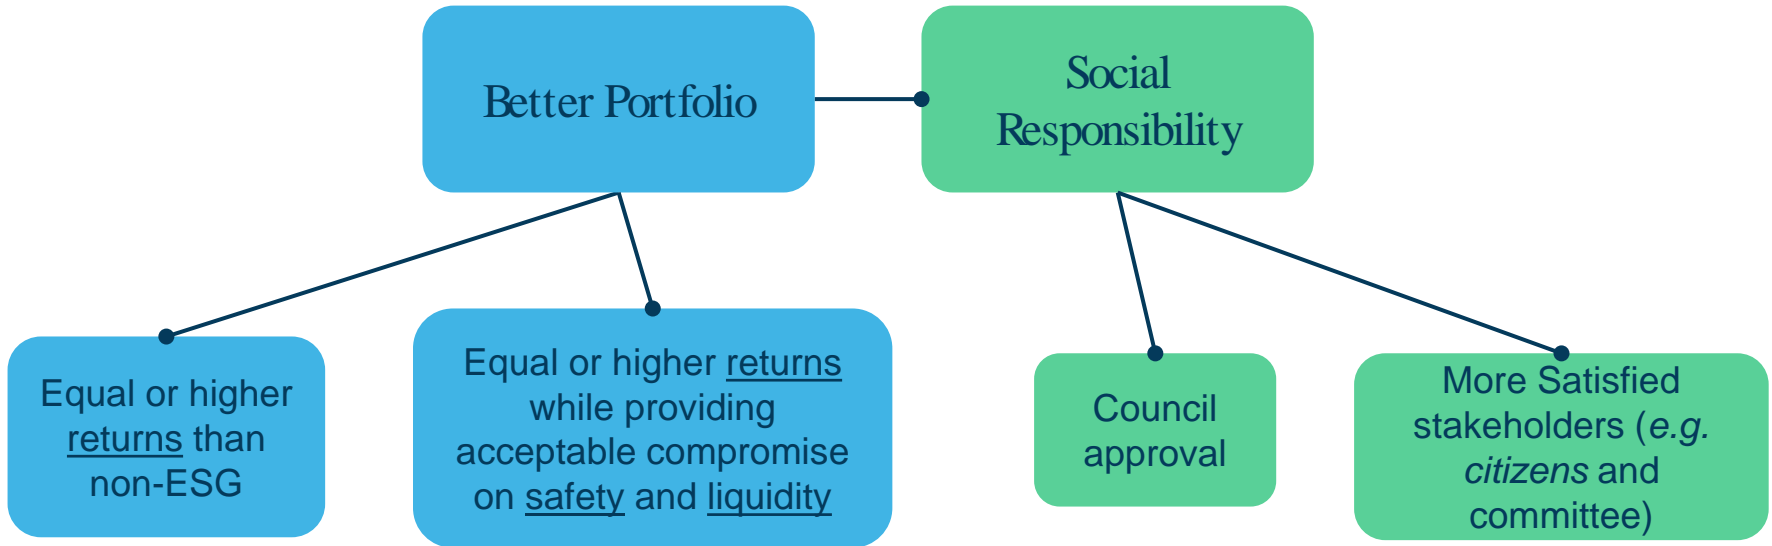 Better Portfolio
Social
Responsibility
Equal or higher
returns than
non-ESG
Equal or higher returns
while providing
acceptable compromise
on safety and liquidity
Council
approval
More Satisfied
stakeholders (e.g.
citizens and
committee)